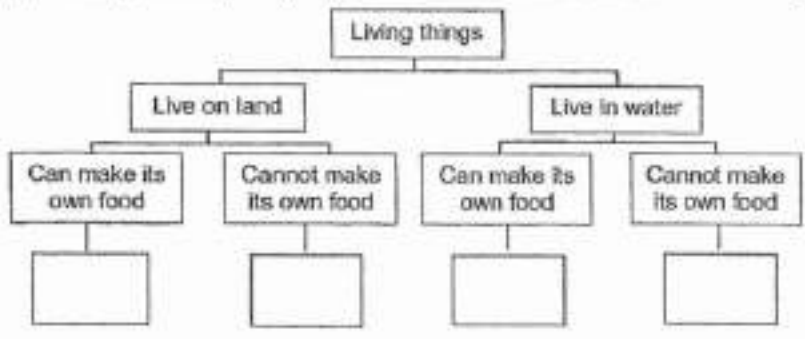 Living things
Live on land
Live in water
Can make its
own food
Cannot make
its own food
Can make its
own food
Cannot make
its own food